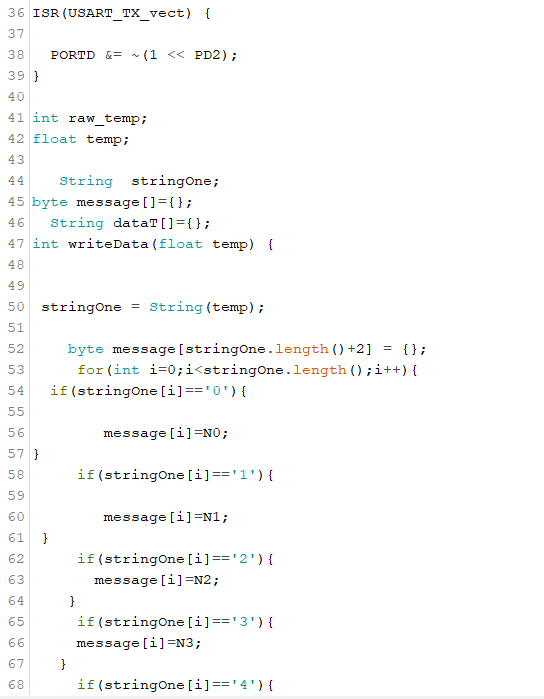 36 ISR(USART_TX_vect) {
37
38 PORTD &= ~(1 << PD2);
39 }
40
41 int raw_temp;
42 float temp;
43
44 String stringOne;
45 byte message[]={};
46 String dataT[]={};
47 int writeData(float temp) {
48
49
50 stringOne = String(temp);
51
52 byte message[stringOne.length()+2] = {};
53 for(int i=0;i<stringOne.length();i++){
54 if(stringOne[i]=='0'){
55
56 message[i]=N0;
57 }
58 if(stringOne[i]=='1'){
59
60 message[i]=N1;
61 }
62 if(stringOne[i]=='2'){
63 message[i]=N2;
64 }
65 if(stringOne[i]=='3'){
66 message[i]=N3;
67 }
68 if(stringOne[i]=='4'){